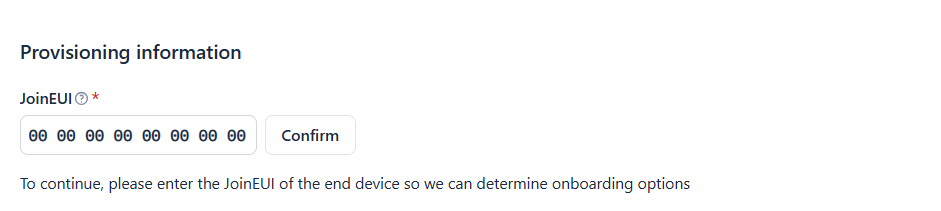 Provisioning information
JoinEUI ? *
00 00 00 00 00 00 00 00 Confirm
To continue, please enter the JoinEUI of the end device so we can determine onboarding options